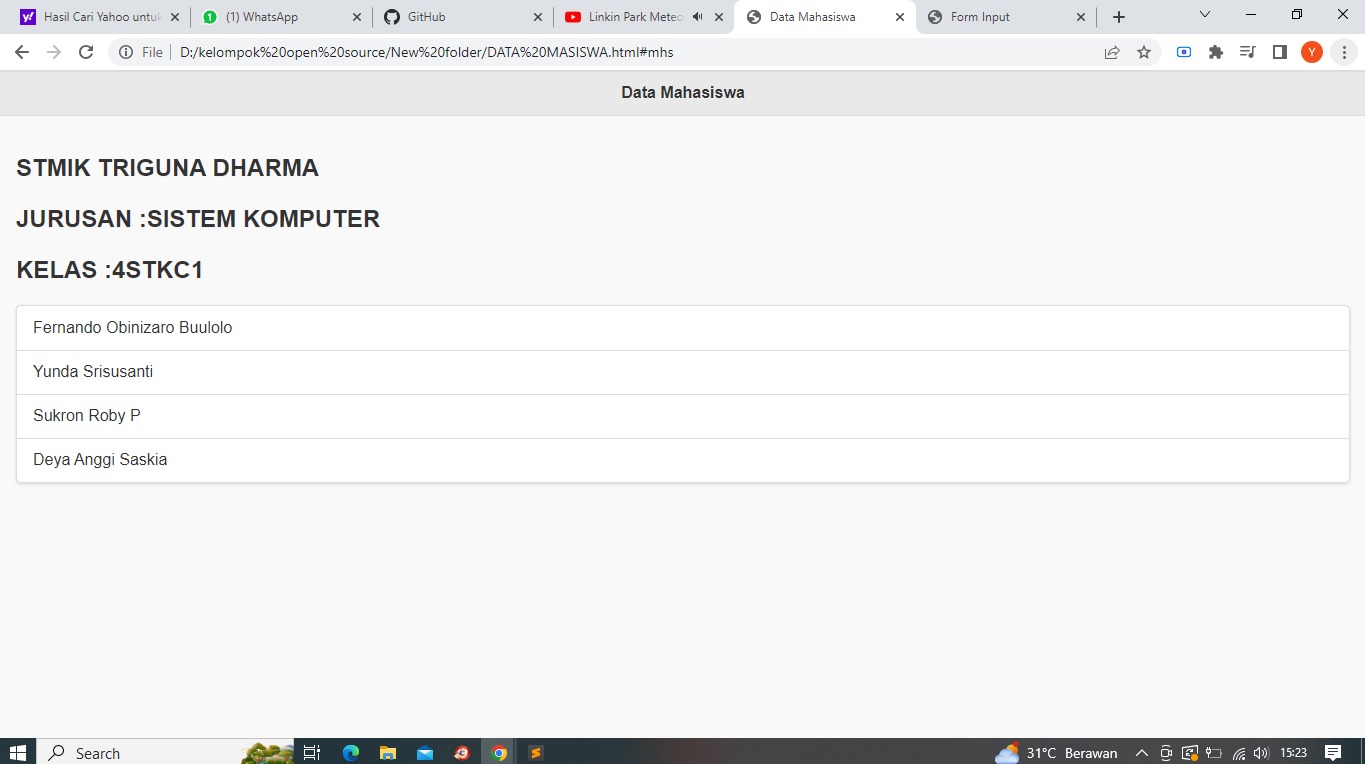 Hasil Cari Yahoo untuk
(1) WhatsApp
GitHub
Linkin Park Meteo
Data Mahasiswa
Form Input
File
D:/kelompok%20open%20source/New%20folder/DATA%20MASISWA.html#mhs
Y
Data Mahasiswa
STMIK TRIGUNA DHARMA
JURUSAN :SISTEM KOMPUTER
KELAS :4STKC1
Fernando Obinizaro Buulolo
Yunda Srisusanti
Sukron Roby P
Deya Anggi Saskia
Search
31°C Berawan
15:23